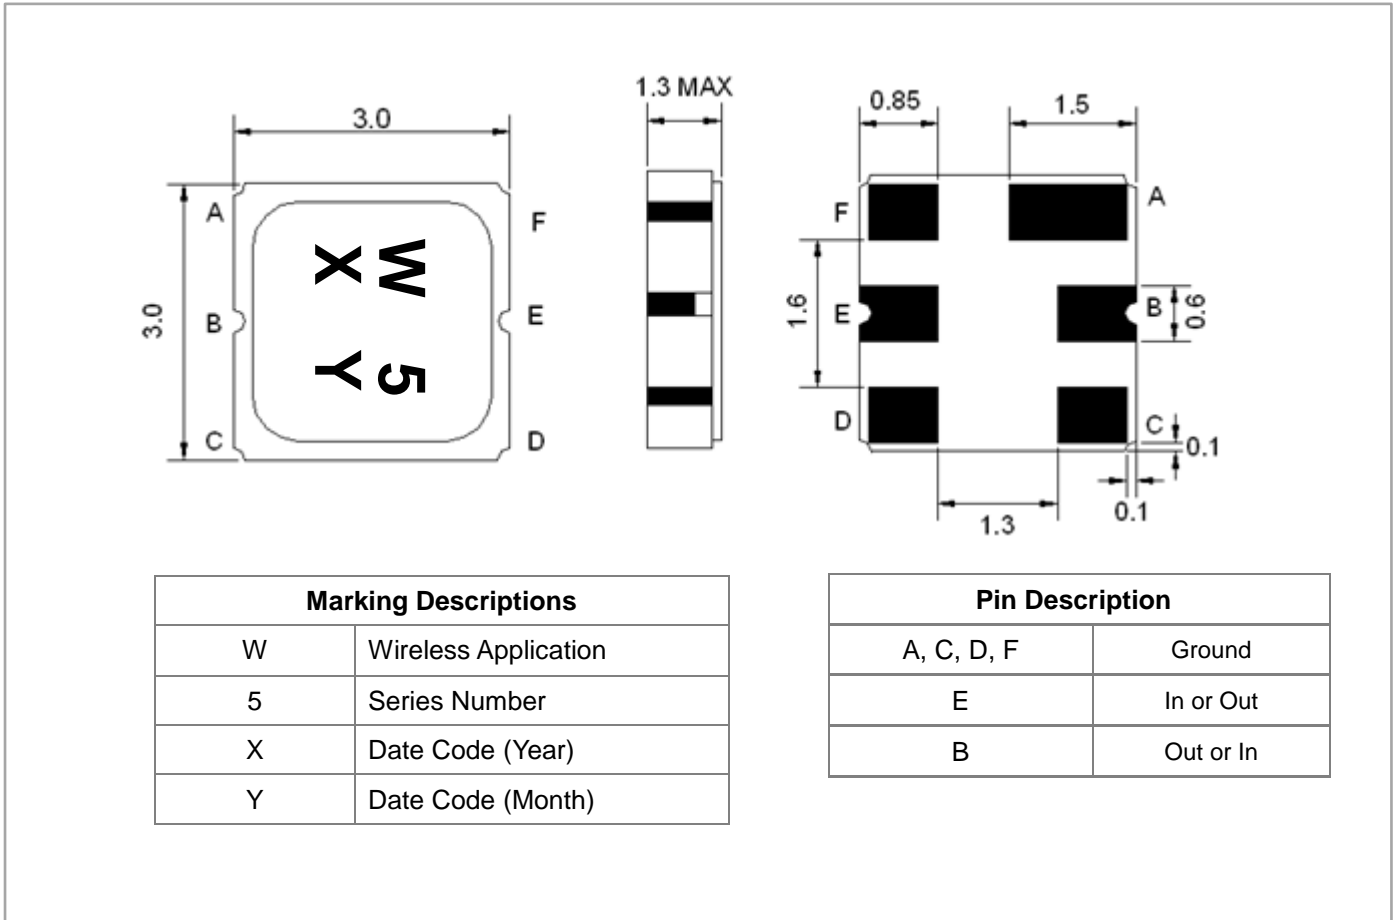 1.3 MAX
3.0
0.85
1.5
A
F
F
A
W
X
3.0
B
E
1.6
E
B
0.6
5
Y
C
D
D
C
0.1
1.3
0.1
Marking Descriptions
W Wireless Application
5 Series Number
X Date Code (Year)
Y Date Code (Month)
Pin Description
A, C, D, F Ground
E In or Out
B Out or In